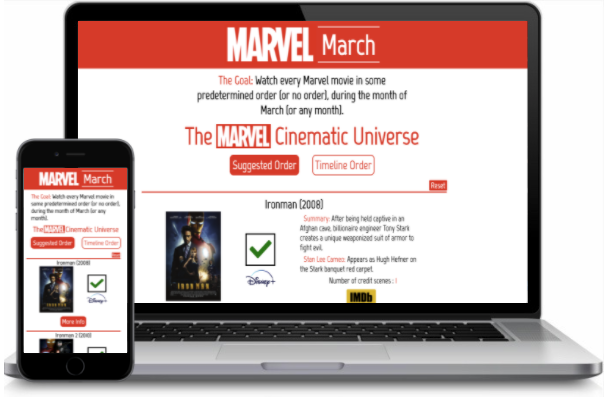 MARVEL March
The Goal: Watch every Marvel movie in some
predetermined order (or no order), during the month of
March (or any month).
The MARVEL Cinematic Universe
Suggested Order Timeline Order
Reset
Ironman (2008)
Summary: After being held captive in an
Afghan cave, billionaire engineer Tony Stark
creates a unique weaponized suit of armor to
fight evil.
Stan Lee Cameo: Appears as Hugh Hefner on
the Stark banquet red carpet.
Number of credit scenes : 1
IRON MAN
Disney+
IMDb
MARVEL March
The Goal: Watch every Marvel movie in
some predetermined order (or no order),
during the month of March (or any
month).
The MARVEL Cinematic Universe
Suggested Order Timeline Order
Reset
Ironman (2008)
IRON MAN
Disney+
More Info
Ironman 2 (2010)